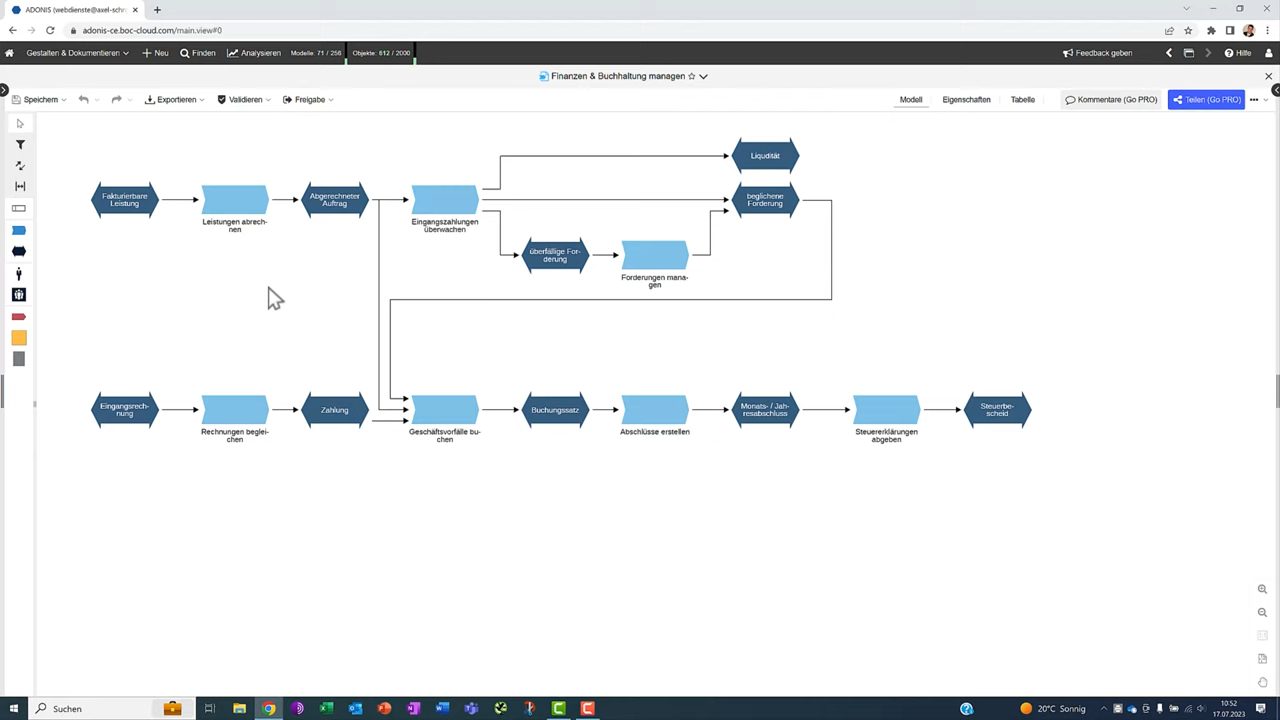 ADONIS (webdienste@axel-schr
adonis-ce.boc-cloud.com/main.view#0
Gestalten & Dokumentieren
Neu
Finden
Analysieren
Modelle: 71 / 256
Objekte: 612 / 2000
Feedback geben
Hilfe
Finanzen & Buchhaltung managen
Speichern
Exportieren
Validieren
Freigabe
Modell
Eigenschaften
Tabelle
Kommentare (Go PRO)
Teilen (Go PRO)
Liqudität
Fakturierbare
Leistung
Leistungen abrech-
nen
Abgerechneter
Auftrag
Eingangszahlungen
überwachen
beglichene
Forderung
überfällige For-
derung
Forderungen mana-
gen
Eingangsrech-
nung
Rechnungen beglei-
chen
Zahlung
Geschäftsvorfälle bu-
chen
Buchungssatz
Abschlüsse erstellen
Monats- / Jah-
resabschluss
Steuererklärungen
abgeben
Steuerbe-
scheid
Suchen
20°C Sonnig
10:52
17.07.2023